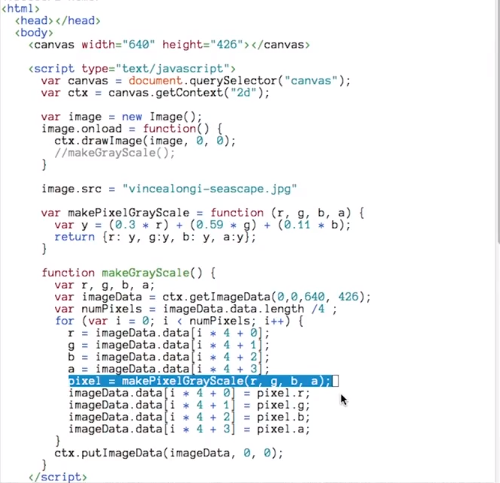 <html>
<head></head>
<body>
<canvas width="640" height="426"></canvas>
<script type="text/javascript">
var canvas = document.querySelector("canvas");
var ctx = canvas.getContext("2d");
var image = new Image();
image.onload = function() {
ctx.drawImage(image, 0, 0);
//makeGrayScale();
}
image.src = "vincealongi-seascape.jpg"
var makePixelGrayScale = function (r, g, b, a) {
var y = (0.3 * r) + (0.59 * g) + (0.11 * b);
return {r: y, g:y, b: y, a:y};
}
function makeGrayScale() {
var r, g, b, a;
var imageData = ctx.getImageData(0,0,640, 426);
var numPixels = imageData.data.length /4 ;
for (var i = 0; i < numPixels; i++) {
r = imageData.data[i * 4 + 0];
g = imageData.data[i * 4 + 1];
b = imageData.data[i * 4 + 2];
a = imageData.data[i * 4 + 3];
pixel = makePixelGrayScale(r, g, b, a);
imageData.data[i * 4 + 0] = pixel.r;
imageData.data[i * 4 + 1] = pixel.g;
imageData.data[i * 4 + 2] = pixel.b;
imageData.data[i * 4 + 3] = pixel.a;
}
ctx.putImageData(imageData, 0, 0);
}
</script>